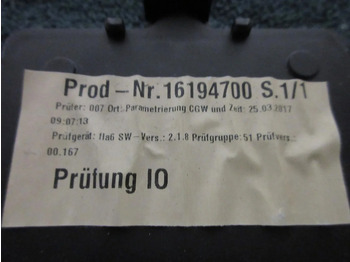 Prod-Nr.16194700 S.1/1
Prüfer: 007 Ort: Parametrierung CGW und Zeit: 25.03.2017
09:07:13
Prüfgerät: Ha6 SW-Vers.: 2.1.8 Prüfgruppe: 51 Prüfvers.:
00.167
Prüfung IO